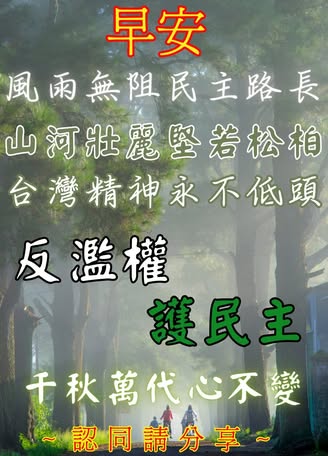 早安
風雨無阻民主路長
山河壯麗堅若松柏
台灣精神永不低頭
反濫權
護民主
千秋萬代心不變
~ 認同請分享 ~